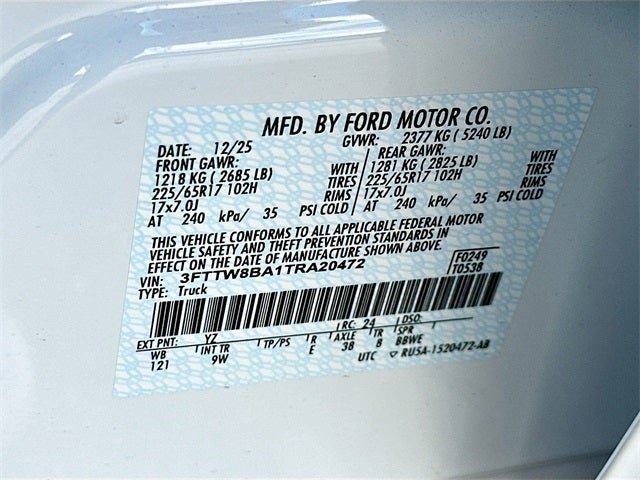 MFD. BY FORD MOTOR CO.
DATE: 12/25 GVWR: 2377 KG ( 5240 LB)
FRONT GAWR: REAR GAWR:
1218 KG ( 2685 LB) WITH 1281 KG ( 2825 LB) WITH
225/65R17 102H TIRES 225/65R17 102H TIRES
17x7.0J RIMS 17x7.0J RIMS
AT 240 kPa/ 35 PSI COLD AT 240 kPa/ 35 PSI COLD
THIS VEHICLE CONFORMS TO ALL APPLICABLE FEDERAL MOTOR
VEHICLE SAFETY AND THEFT PREVENTION STANDARDS IN
EFFECT ON THE DATE OF MANUFACTURE SHOWN ABOVE.
VIN: 3FTTW8BA1TRA20472 F0249
TYPE: Truck T0538
EXT PNT: YZ RC: 24 DSO:
WB INT TR TP/PS R AXLE TR SPR
121 9W E 38 8 BBWE
UTC RU5A-1520472-AB